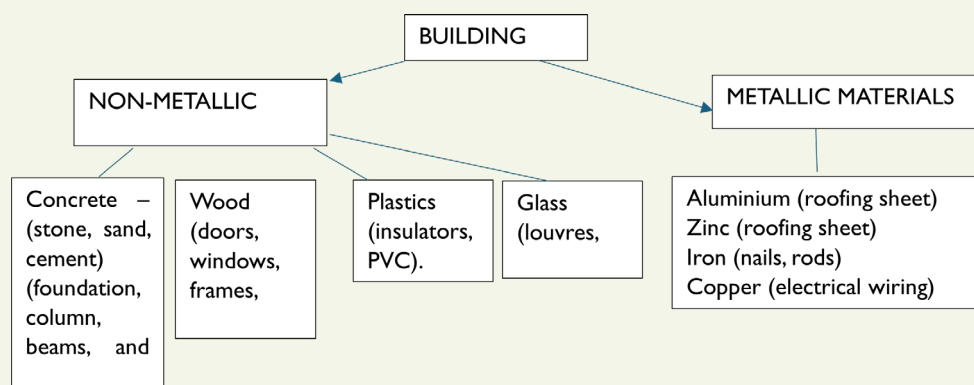 BUILDING
NON-METALLIC
METALLIC MATERIALS
Concrete –
(stone, sand,
cement)
(foundation,
column,
beams, and
Wood
(doors,
windows,
frames,
Plastics
(insulators,
PVC).
Glass
(louvres,
Aluminium (roofing sheet)
Zinc (roofing sheet)
Iron (nails, rods)
Copper (electrical wiring)